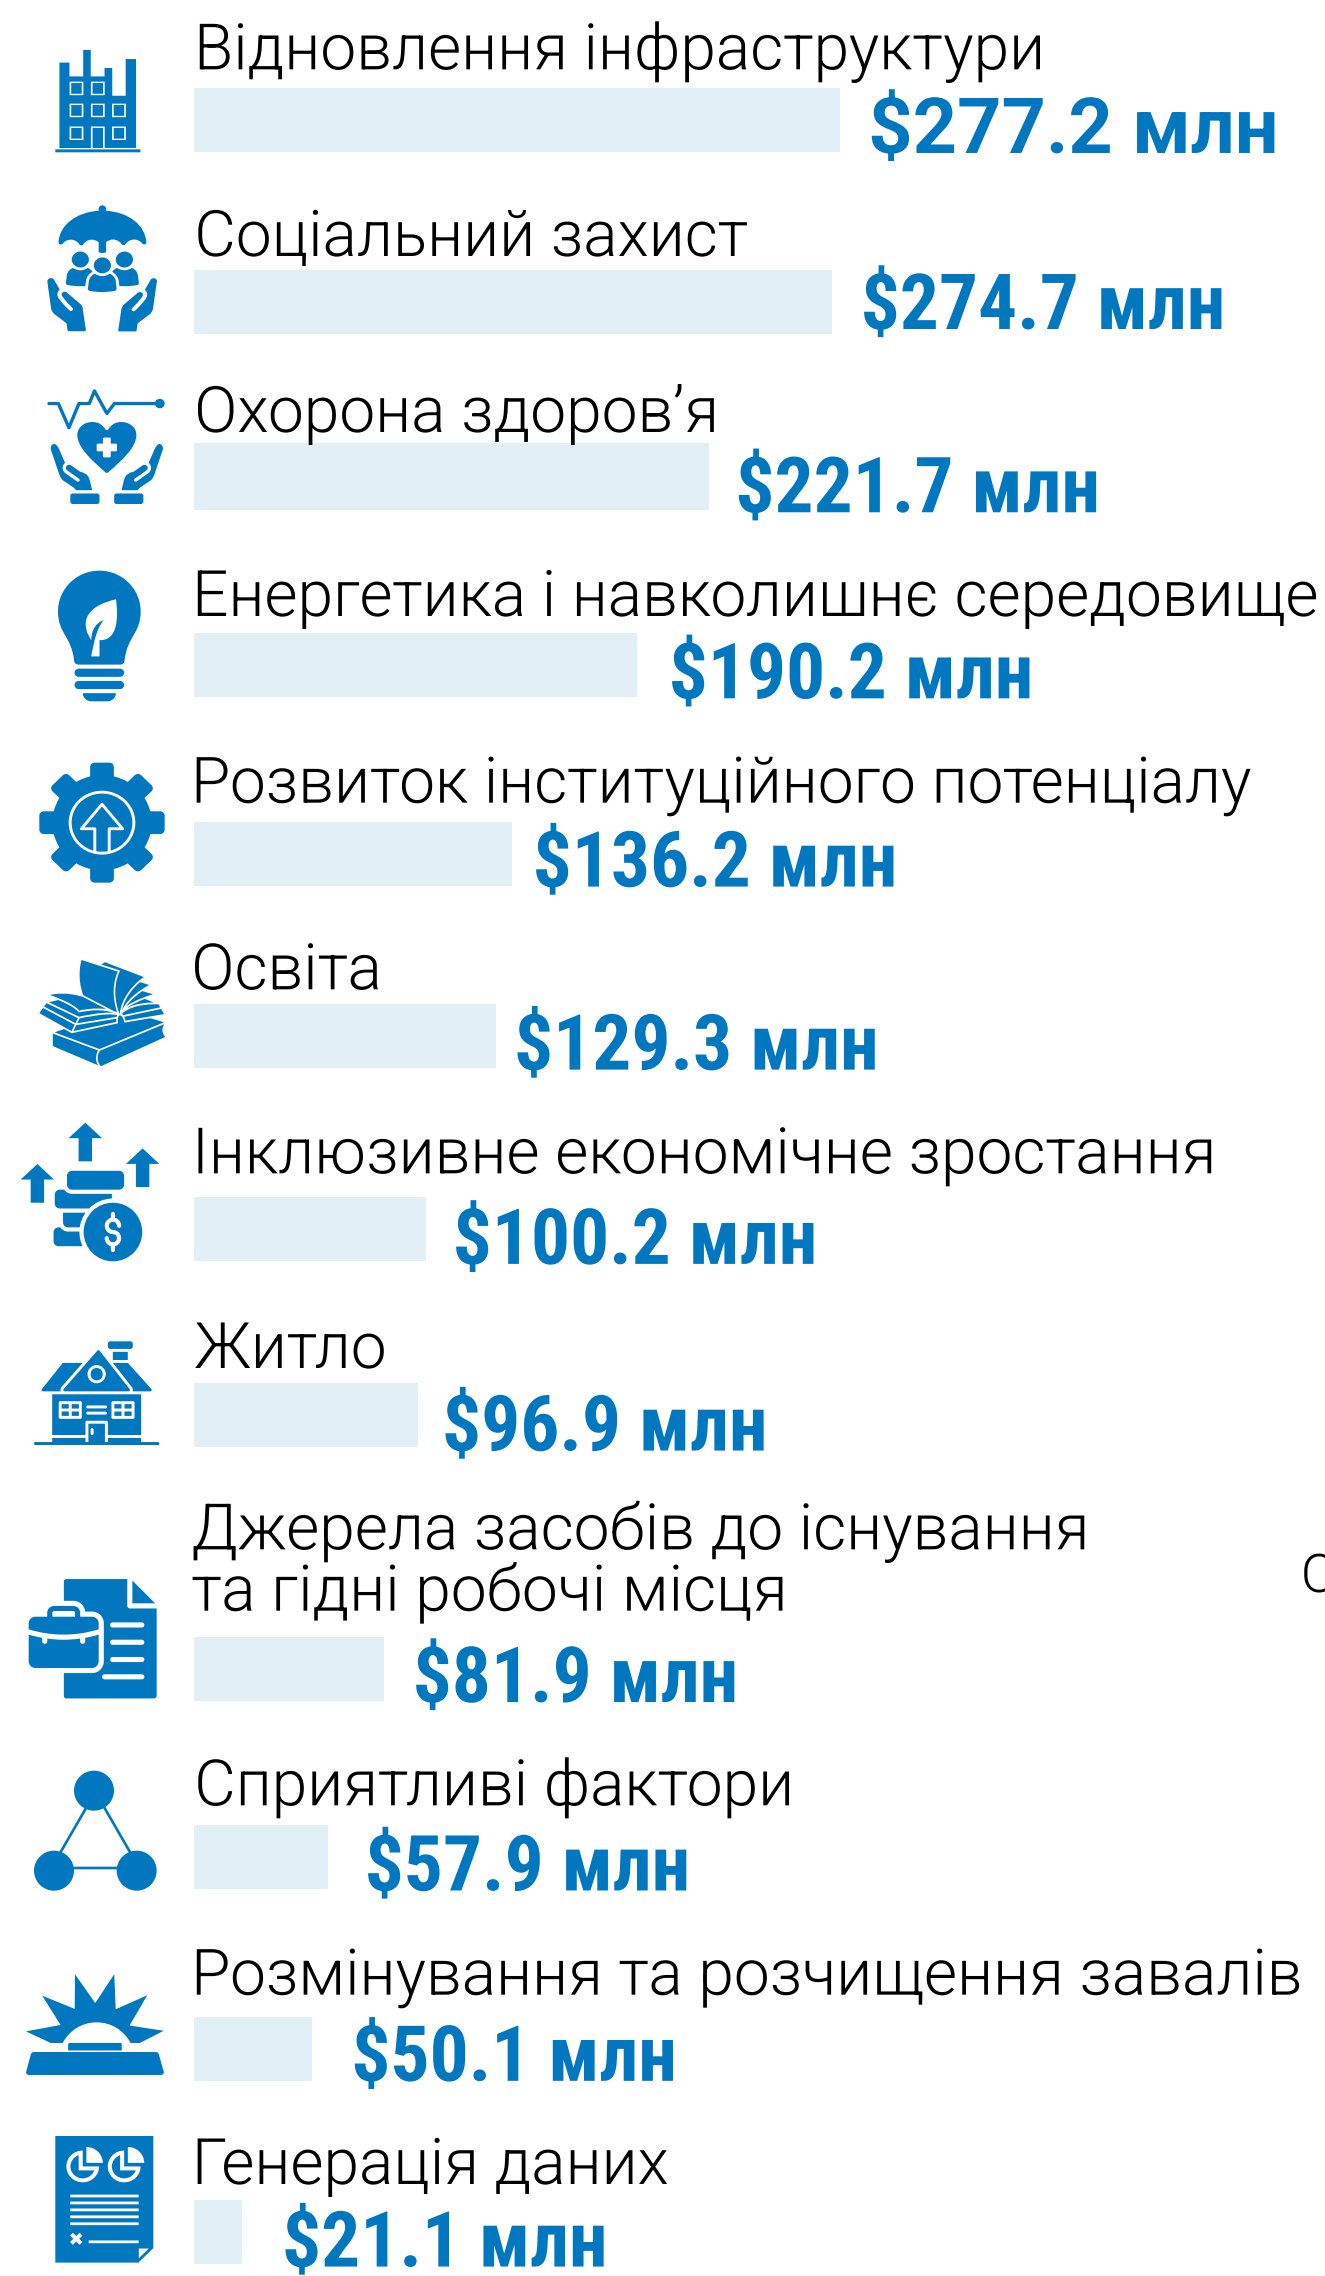 Відновлення інфраструктури
$277.2 млн
Соціальний захист
$274.7 млн
Охорона здоров’я
$221.7 млн
Енергетика і навколишнє середовище
$190.2 млн
Розвиток інституційного потенціалу
$136.2 млн
Освіта
$129.3 млн
Інклюзивне економічне зростання
$100.2 млн
Житло
$96.9 млн
Джерела засобів до існування
та гідні робочі місця
$81.9 млн
Сприятливі фактори
$57.9 млн
Розмінування та розчищення завалів
$50.1 млн
Генерація даних
$21.1 млн